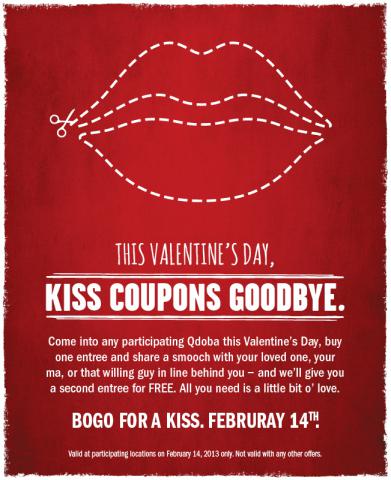 THIS VALENTINE'S DAY,
KISS COUPONS GOODBYE.
Come into any participating Qdoba this Valentine's Day, buy
one entree and share a smooch with your loved one, your
ma, or that willing guy in line behind you – and we'll give you
a second entree for FREE. All you need is a little bit o' love.
BOGO FOR A KISS. FEBRURAY 14TH.
Valid at participating locations on February 14, 2013 only. Not valid with any other offers.